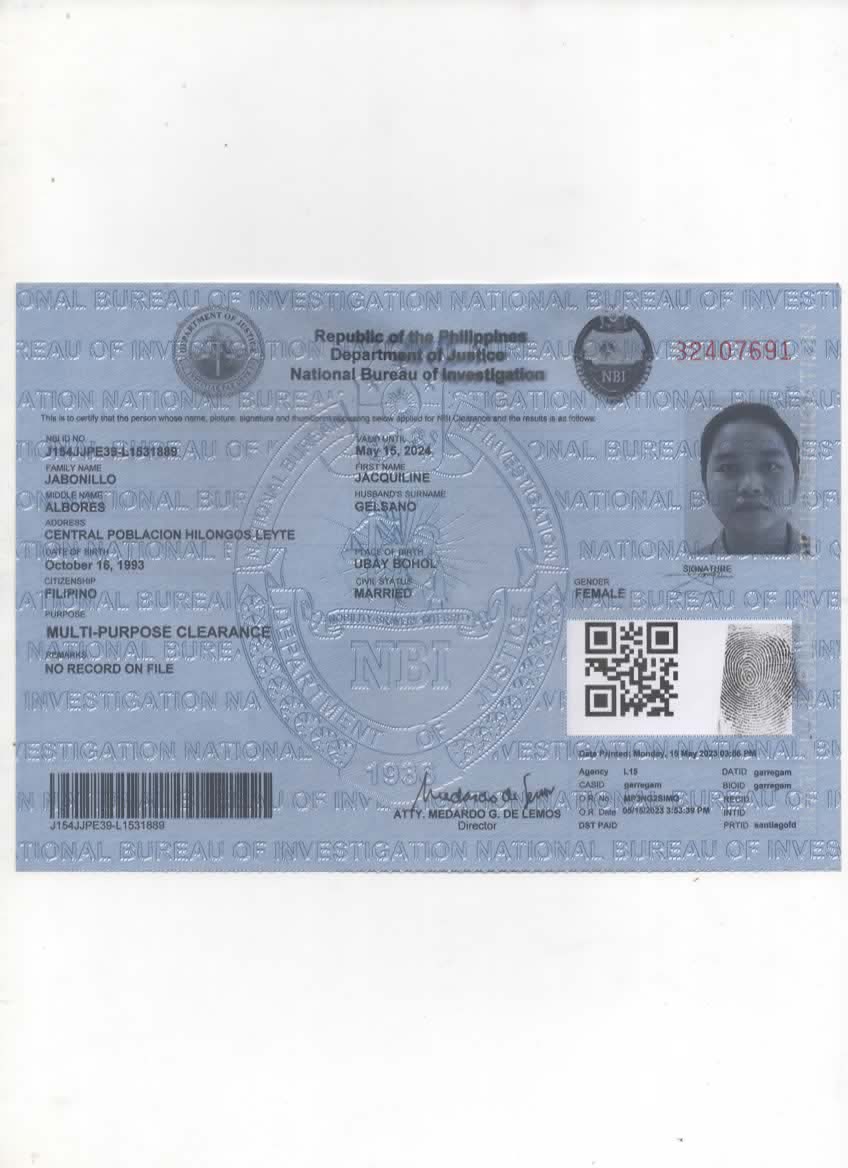 DEPARTMENT OF JUSTICE
Republic of the Philippines
Department of Justice
National Bureau of Investigation
NBI
32407691
This is to certify that the person whose name, picture, signature and thumbmark appearing below applied for NBI Clearance and the results is as follows:
NBI ID NO
J154JJPE39-L1531889
VALID UNTIL
May 15, 2024
FAMILY NAME
JABONILLO
FIRST NAME
JACQUILINE
MIDDLE NAME
ALBORES
HUSBAND'S SURNAME
GELSANO
ADDRESS
CENTRAL POBLACION HILONGOS LEYTE
DATE OF BIRTH
October 16, 1993
PLACE OF BIRTH
UBAY BOHOL
SIGNATURE
CITIZENSHIP
FILIPINO
CIVIL STATUS
MARRIED
GENDER
FEMALE
PURPOSE
MULTI-PURPOSE CLEARANCE
REMARKS
NO RECORD ON FILE
NATIONAL BUREAU OF INVESTIGATION
NBI
DEPARTMENT OF JUSTICE
1936
Date Printed: Monday, 15 May 2023 03:56 PM
Agency L15 DATID garregam
CASID garregam BIOID garregam
O.R. No MP3NG2SIMO RECID
O.R. Date 05/15/2023 3:53:39 PM INTID
DST PAID PRTID santiagofd
J154JJPE39-L1531889
ATTY. MEDARDO G. DE LEMOS
Director